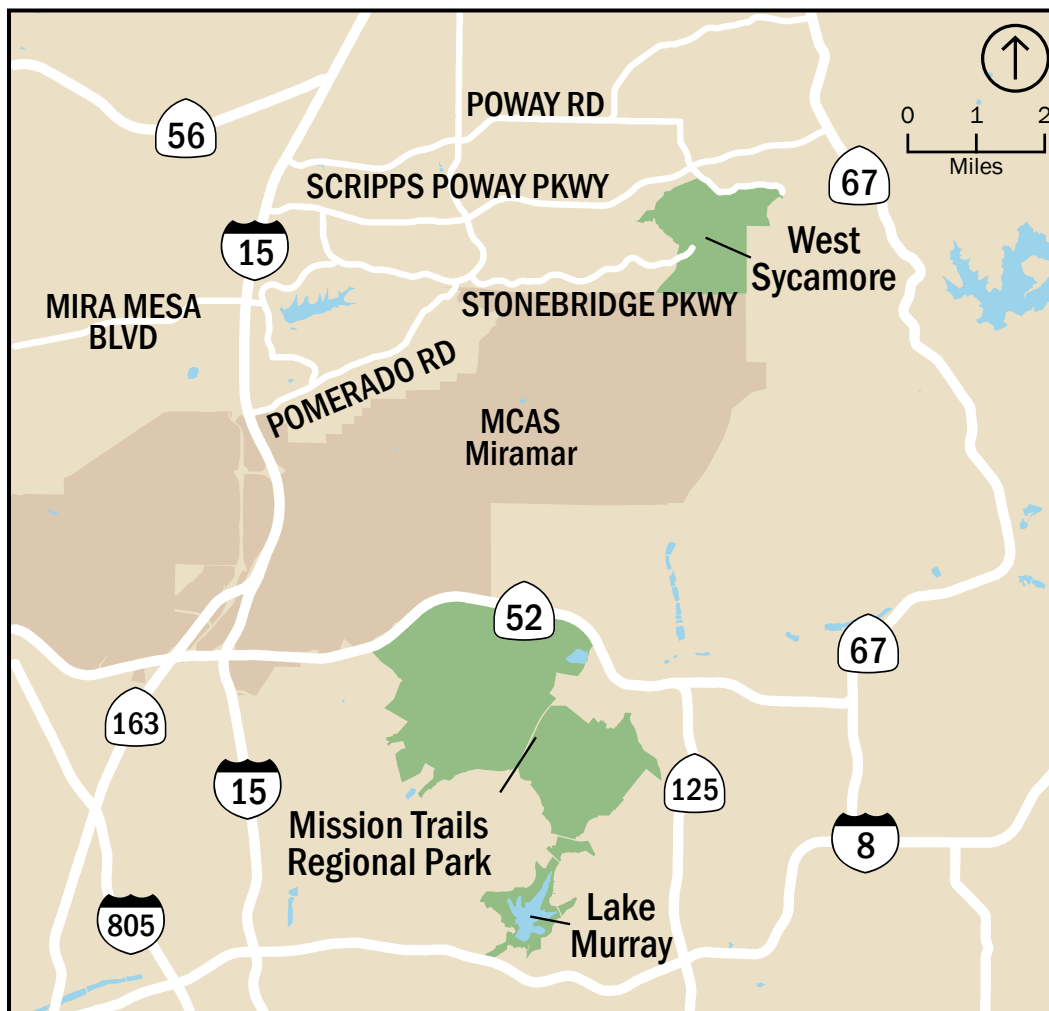 POWAY RD
0 1 2
Miles
56
SCRIPPS POWAY PKWY
67
15
West
Sycamore
MIRA MESA
BLVD
STONEBRIDGE PKWY
POMERADO RD
MCAS
Miramar
52
67
163
15
125
Mission Trails
Regional Park
8
805
Lake
Murray